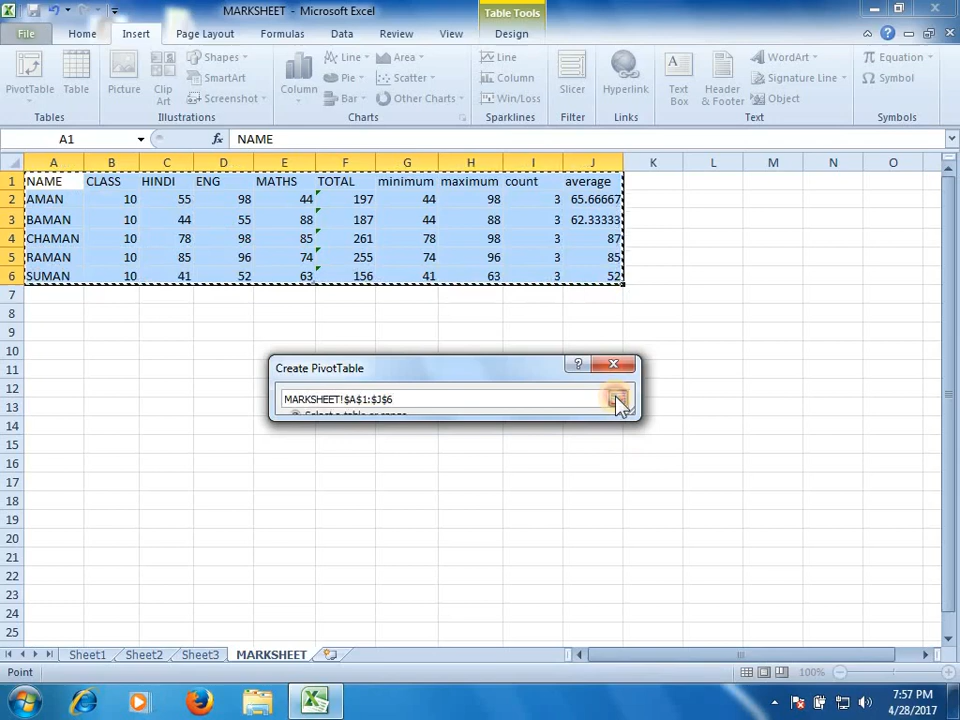 MARKSHEET - Microsoft Excel
Table Tools
File Home Insert Page Layout Formulas Data Review View Design
PivotTable Table Picture Clip Art Shapes SmartArt Screenshot Column Line Pie Bar Area Scatter Other Charts Line Column Win/Loss Slicer Hyperlink Text Box Header & Footer WordArt Signature Line Object Equation Symbol
Tables Illustrations Charts Sparklines Filter Links Text Symbols
A1 fx NAME
A B C D E F G H I J K L M N O
1 NAME CLASS HINDI ENG MATHS TOTAL minimum maximum count average
2 AMAN 10 55 98 44 197 44 98 3 65.66667
3 BAMAN 10 44 55 88 187 44 88 3 62.33333
4 CHAMAN 10 78 98 85 261 78 98 3 87
5 RAMAN 10 85 96 74 255 74 96 3 85
6 SUMAN 10 41 52 63 156 41 63 3 52
7
8
9
10
11
12
13
14
15
16
17
18
19
20
21
22
23
24
25
Create PivotTable
MARKSHEET!$A$1:$J$6
Select a table or range
Sheet1 Sheet2 Sheet3 MARKSHEET
Point 100%
7:57 PM
4/28/2017